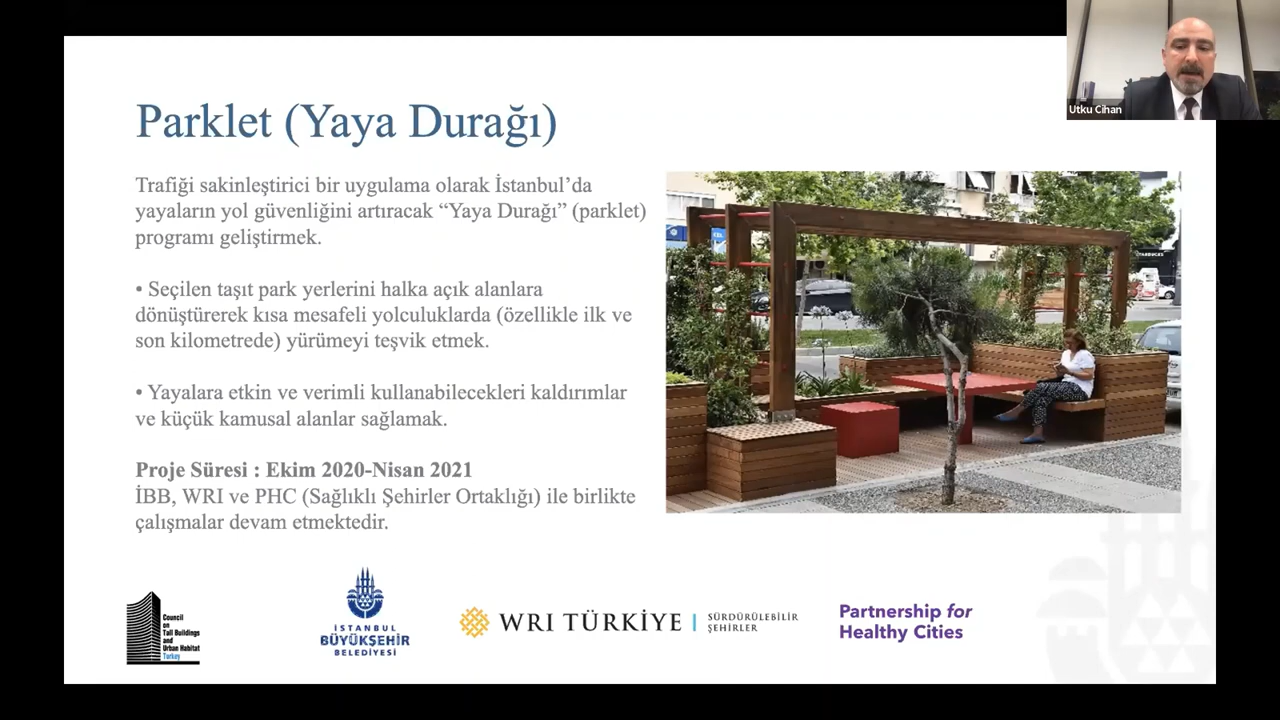 Utku Cihan
Parklet (Yaya Durağı)
Trafiği sakinleştirici bir uygulama olarak İstanbul’da
yayaların yol güvenliğini artıracak “Yaya Durağı” (parklet)
programı geliştirmek.
• Seçilen taşıt park yerlerini halka açık alanlara
dönüştürerek kısa mesafeli yolculuklarda (özellikle ilk ve
son kilometrede) yürümeyi teşvik etmek.
• Yayalara etkin ve verimli kullanabilecekleri kaldırımlar
ve küçük kamusal alanlar sağlamak.
Proje Süresi : Ekim 2020-Nisan 2021
İBB, WRI ve PHC (Sağlıklı Şehirler Ortaklığı) ile birlikte
çalışmalar devam etmektedir.
STARBUCKS
Council
on
Tall Buildings
and
Urban Habitat
Turkey
İSTANBUL
BÜYÜKŞEHİR
BELEDİYESİ
WRI TÜRKİYE | SÜRDÜRÜLEBİLİR
ŞEHİRLER
Partnership for
Healthy Cities